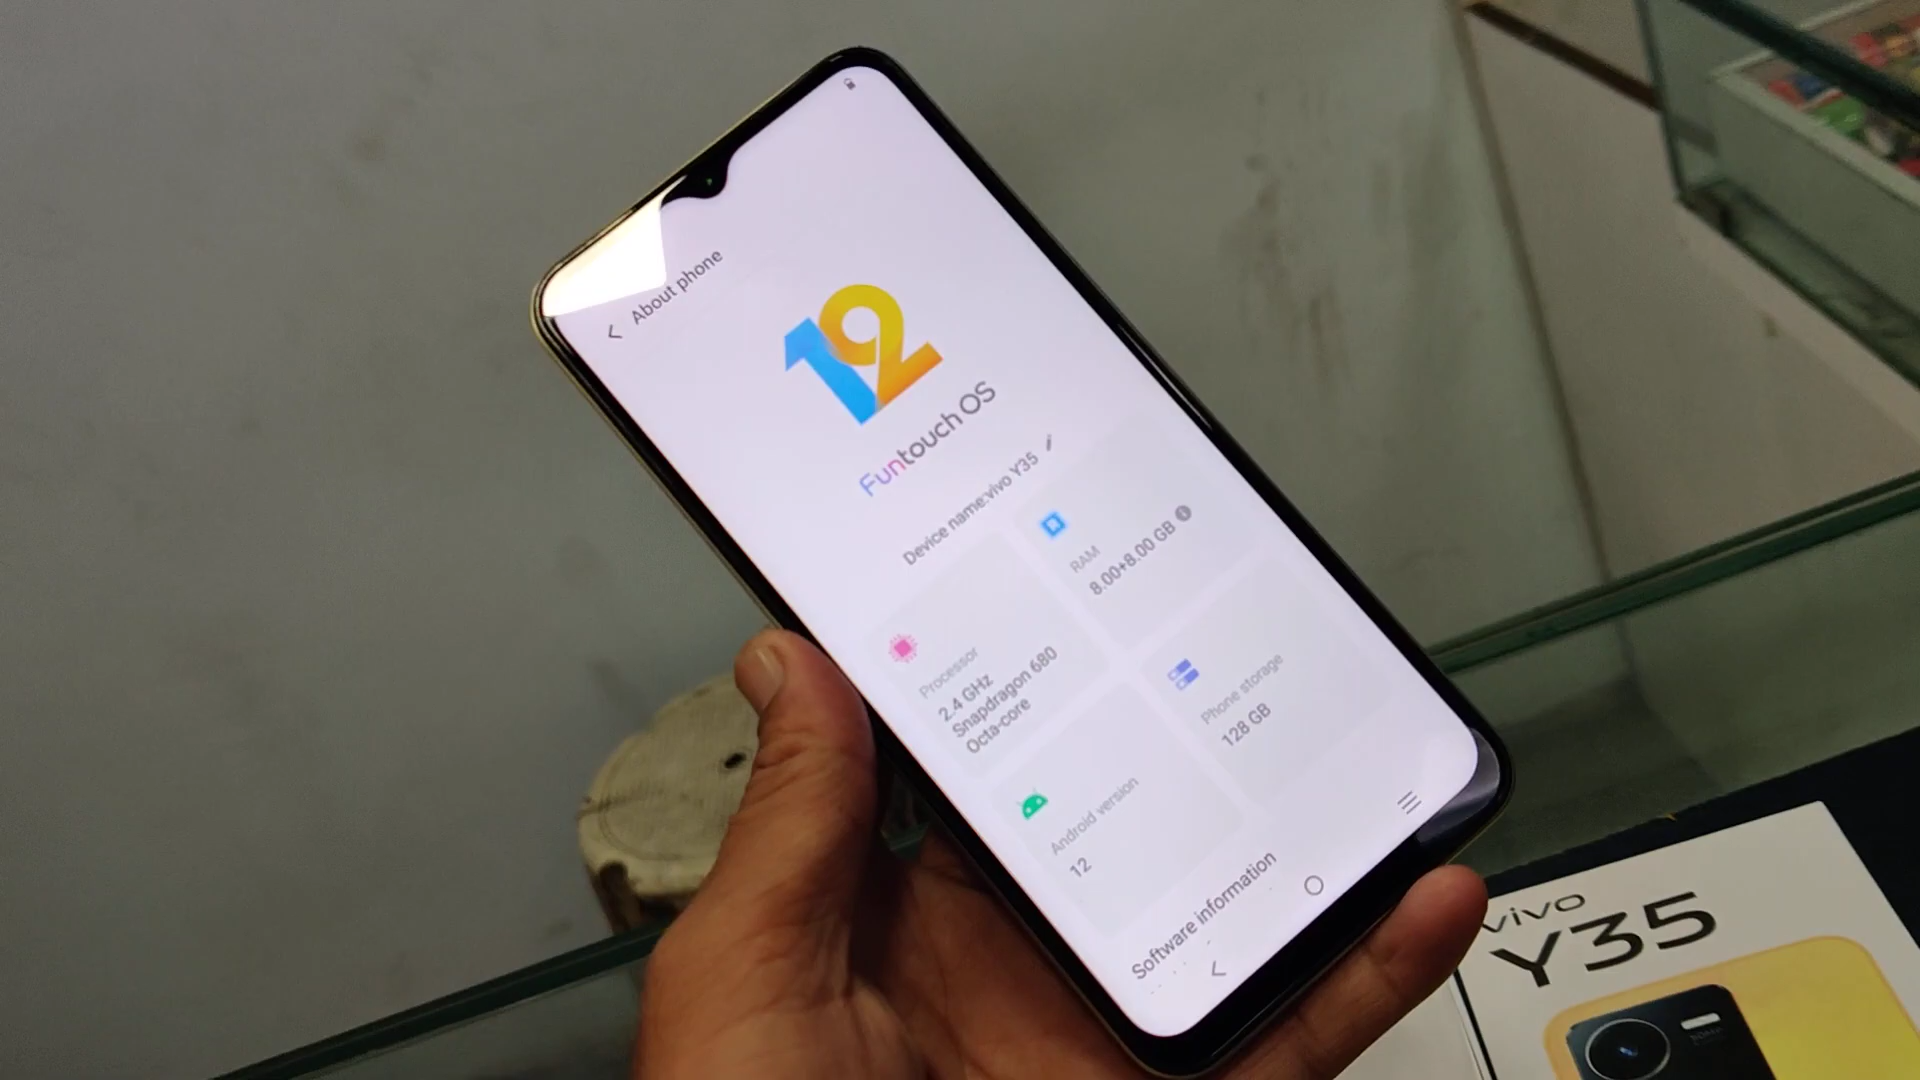 About phone
12
Funtouch OS
Device name:vivo Y35
Processor
2.4 GHz
Snapdragon 680
Octa-core
RAM
8.00+8.00 GB
Android version
12
Phone storage
128 GB
Software information
vivo
Y35